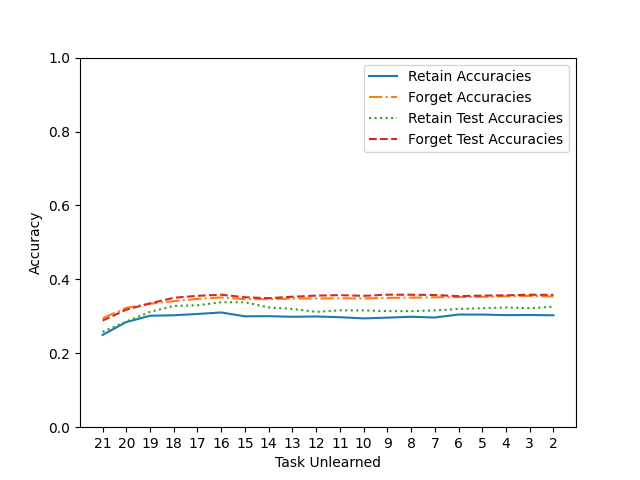 1.0
0.8
0.6
0.4
0.2
0.0
Accuracy
Retain Accuracies
Forget Accuracies
Retain Test Accuracies
Forget Test Accuracies
21 20 19 18 17 16 15 14 13 12 11 10 9 8 7 6 5 4 3 2
Task Unlearned